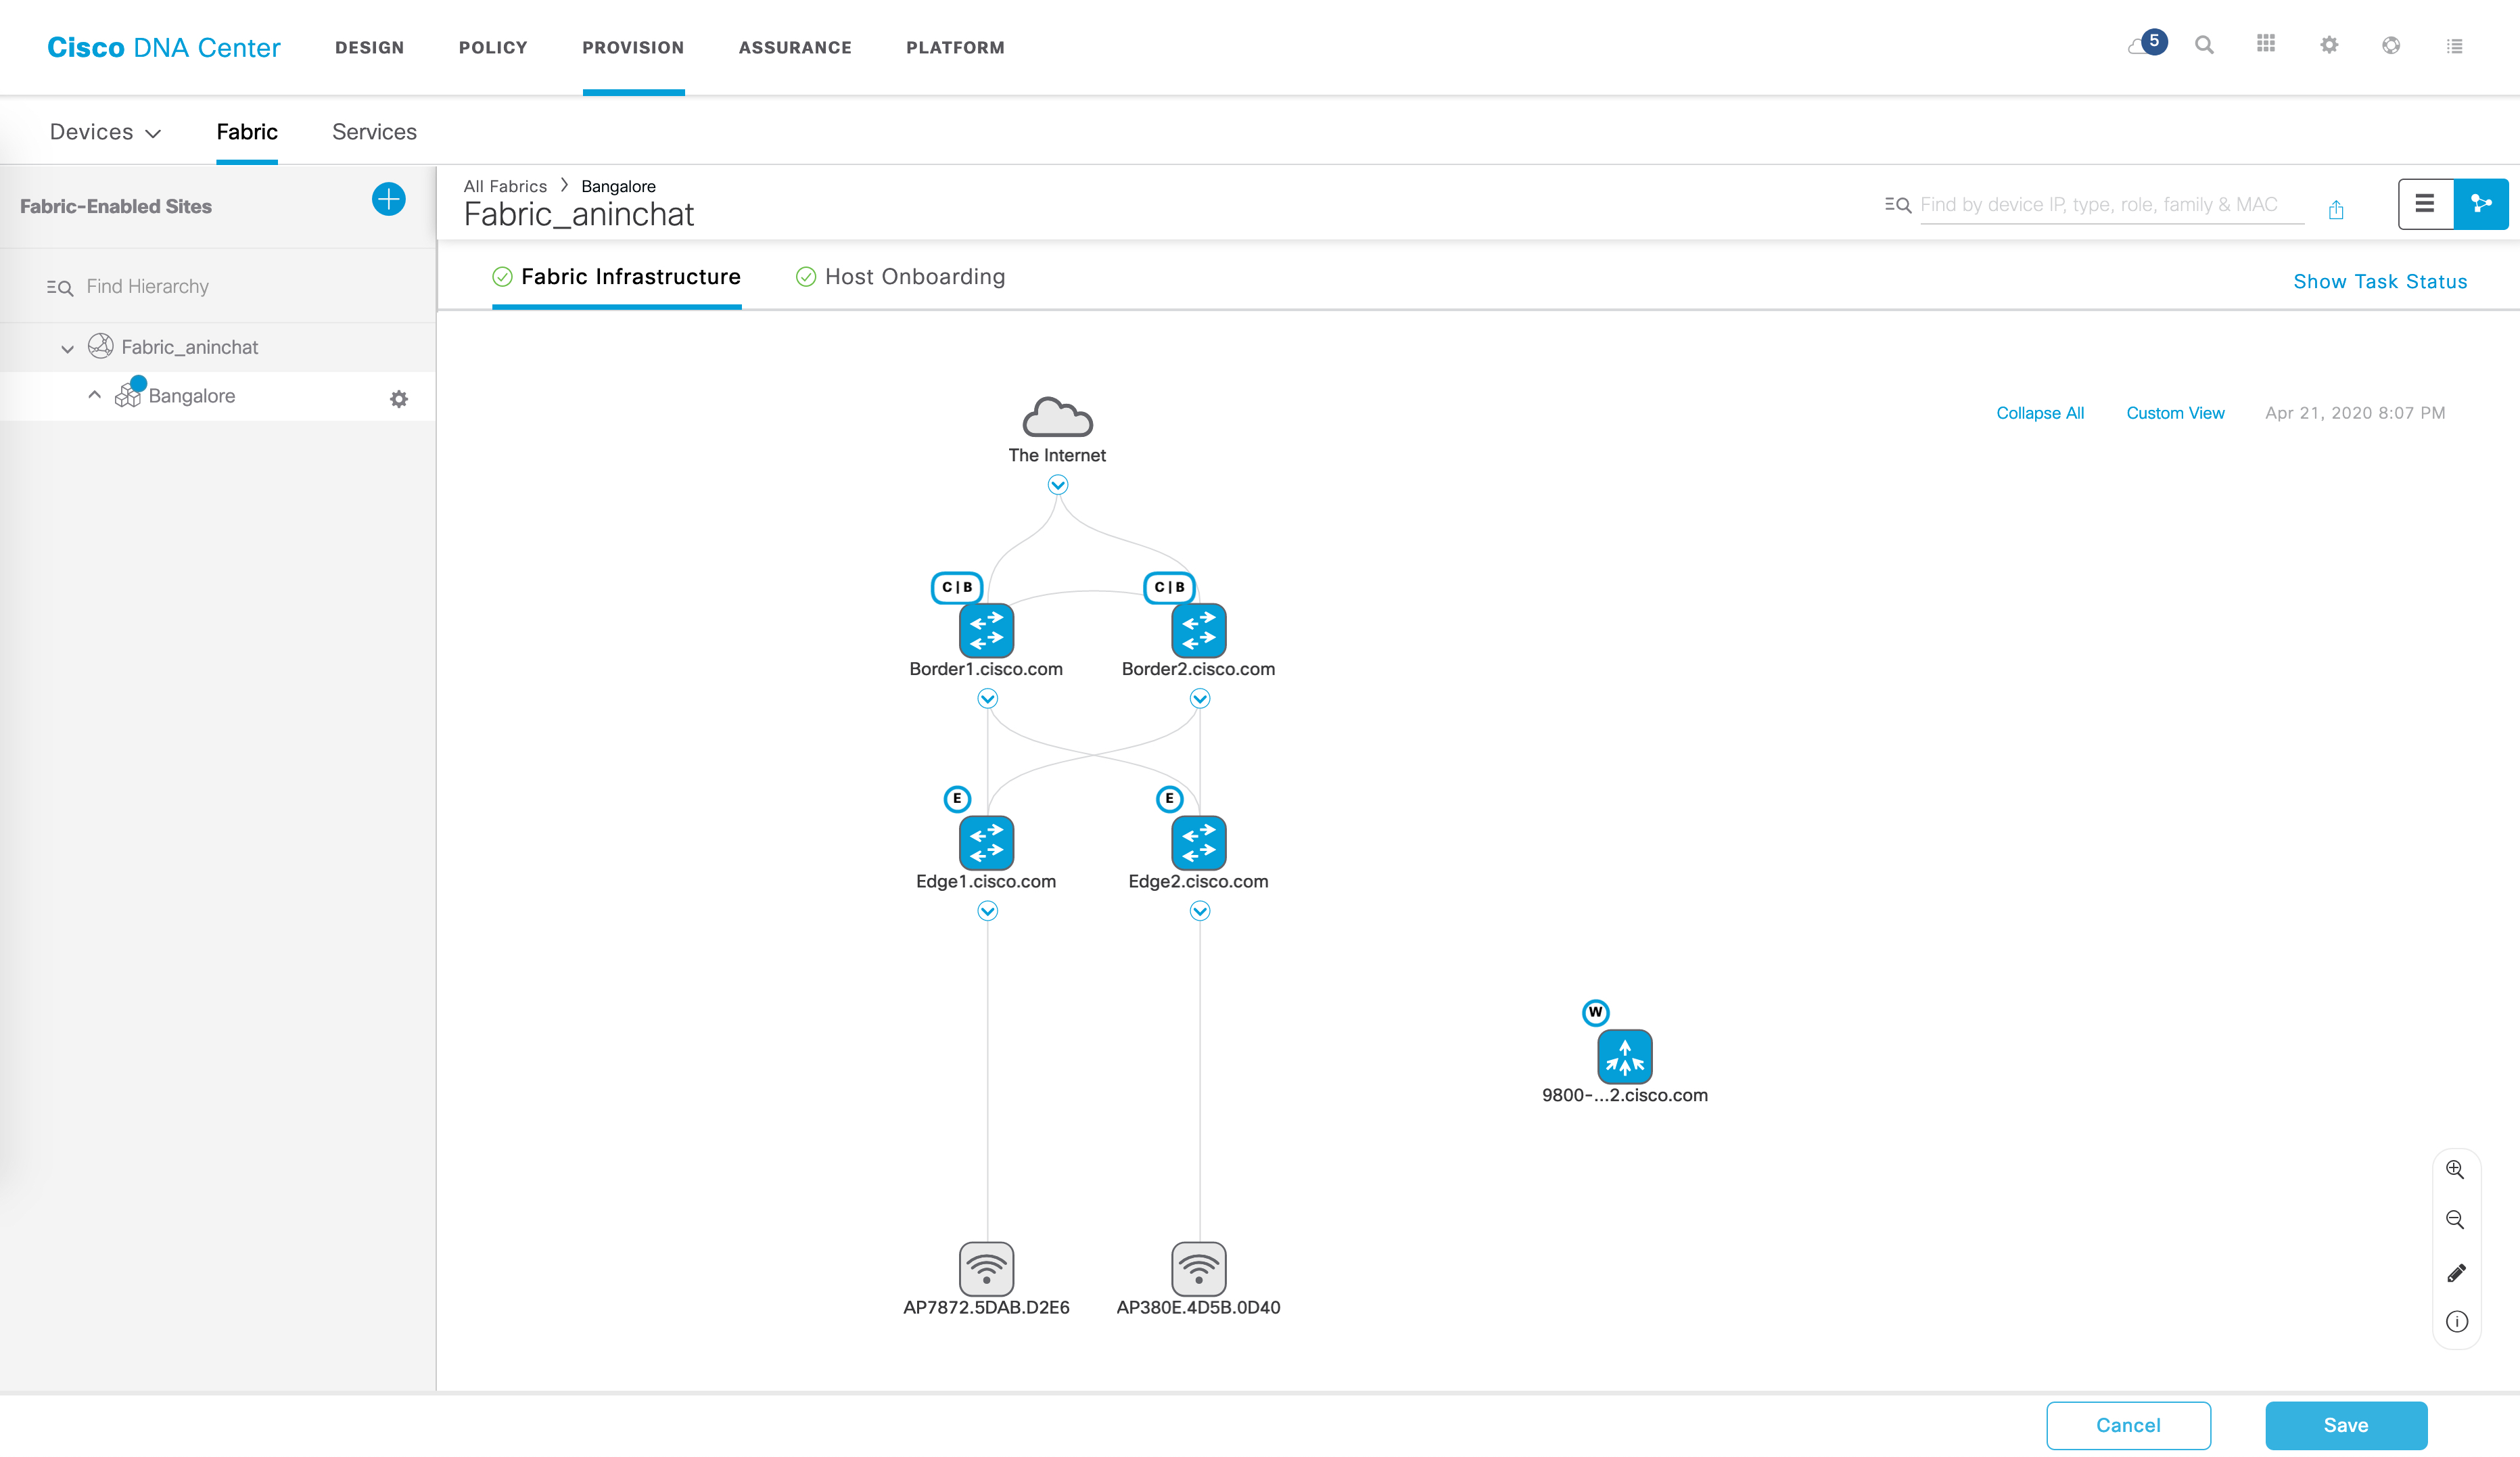 Cisco DNA Center DESIGN POLICY PROVISION ASSURANCE PLATFORM 5
Devices Fabric Services
Fabric-Enabled Sites
Find Hierarchy
Fabric_aninchat
Bangalore
All Fabrics > Bangalore
Fabric_aninchat
Find by device IP, type, role, family & MAC
Fabric Infrastructure Host Onboarding Show Task Status
Collapse All Custom View Apr 21, 2020 8:07 PM
The Internet
C|B C|B
Border1.cisco.com Border2.cisco.com
E E
Edge1.cisco.com Edge2.cisco.com
W
9800-...2.cisco.com
AP7872.5DAB.D2E6 AP380E.4D5B.0D40
Cancel Save